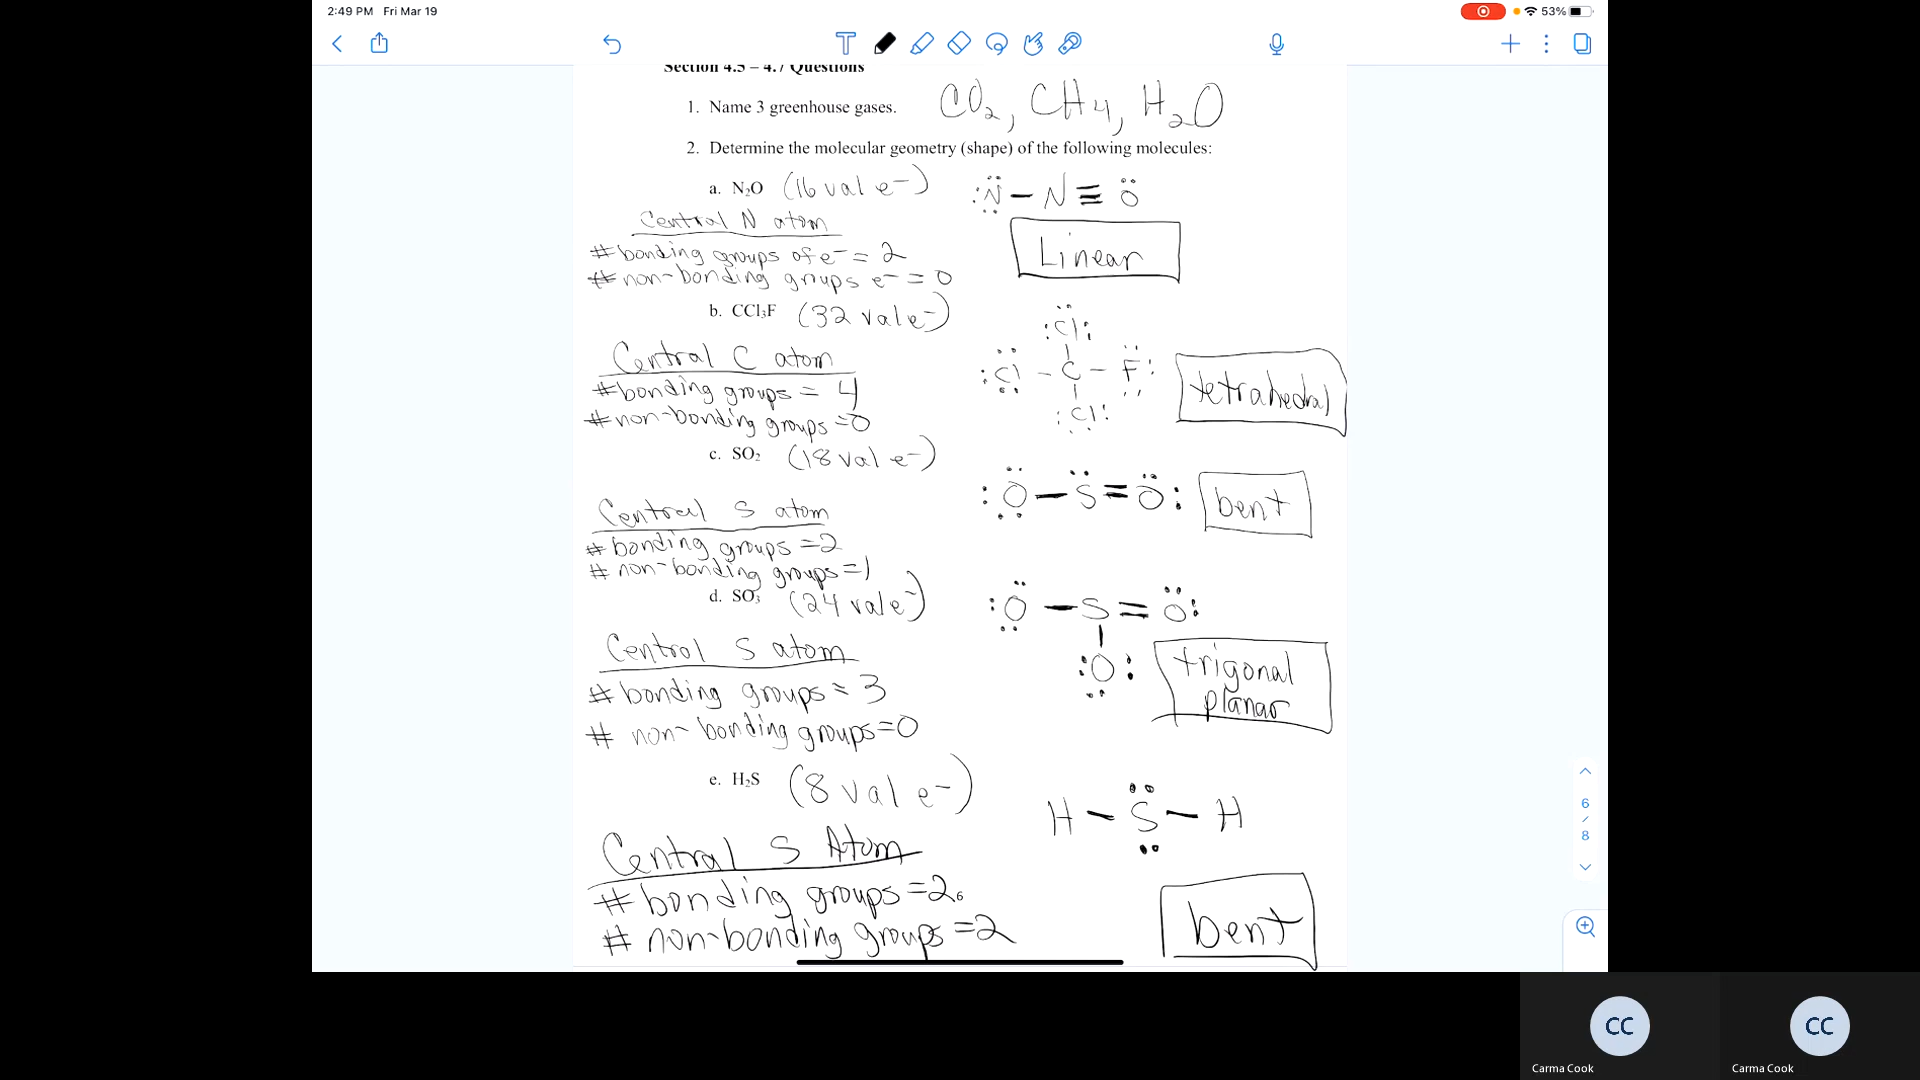 2:49 PM Fri Mar 19
53%
Section 4.5 – 4.7 Questions
1. Name 3 greenhouse gases. CO₂, CH4, H₂O
2. Determine the molecular geometry (shape) of the following molecules:
a. N₂O (16 val e⁻) :N̈ – N ≡ Ö
Central N atom
# bonding groups of e⁻ = 2
# non-bonding groups e⁻ = 0
Linear
b. CCl₃F (32 val e⁻)
:Cl:
Central C atom
:Cl – C – F:
:Cl:
# bonding groups = 4
# non-bonding groups = 0
tetrahedral
c. SO₂ (18 val e⁻)
:O – S = O: bent
Central S atom
# bonding groups = 2
# non-bonding groups = 1
d. SO₃ (24 val e⁻)
:O – S = O:
:O:
Central S atom
# bonding groups = 3
# non-bonding groups = 0
trigonal
planar
e. H₂S (8 val e⁻)
H – S – H
Central S Atom
# bonding groups = 2
6
# non-bonding groups = 2
bent
6
/
8
CC
CC
Carma Cook
Carma Cook